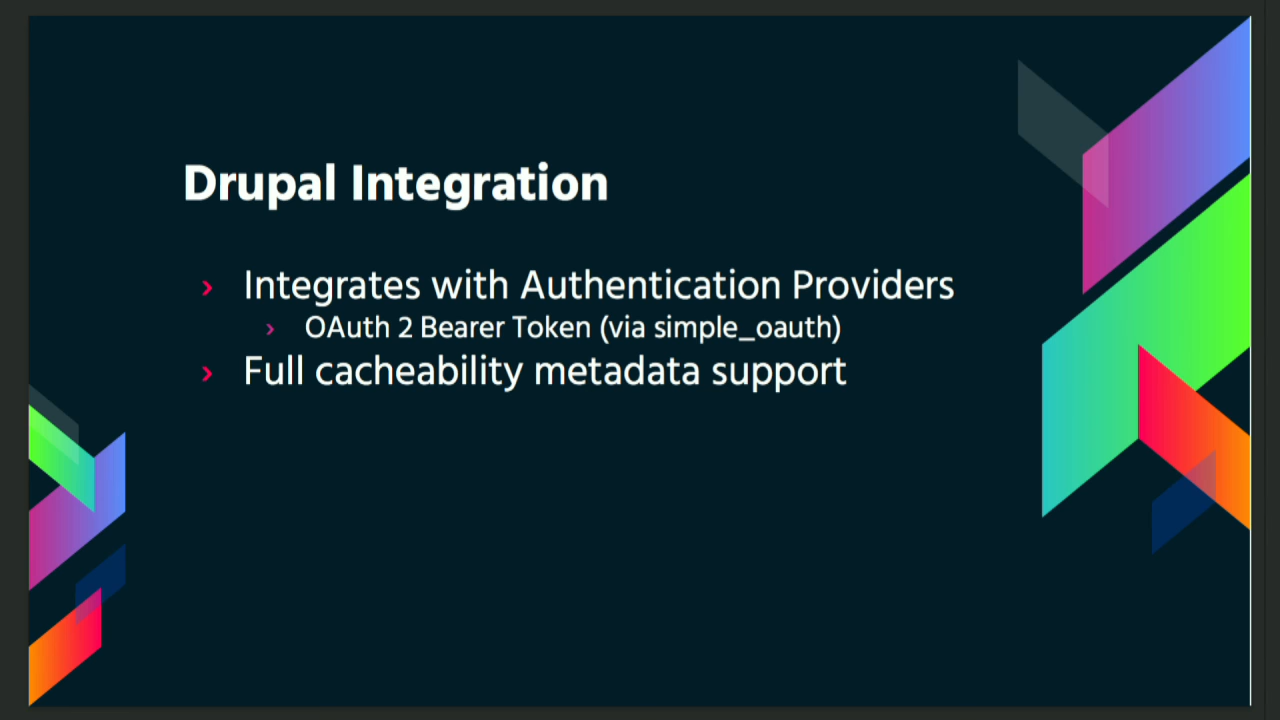 Drupal Integration
Integrates with Authentication Providers
OAuth 2 Bearer Token (via simple_oauth)
Full cacheability metadata support